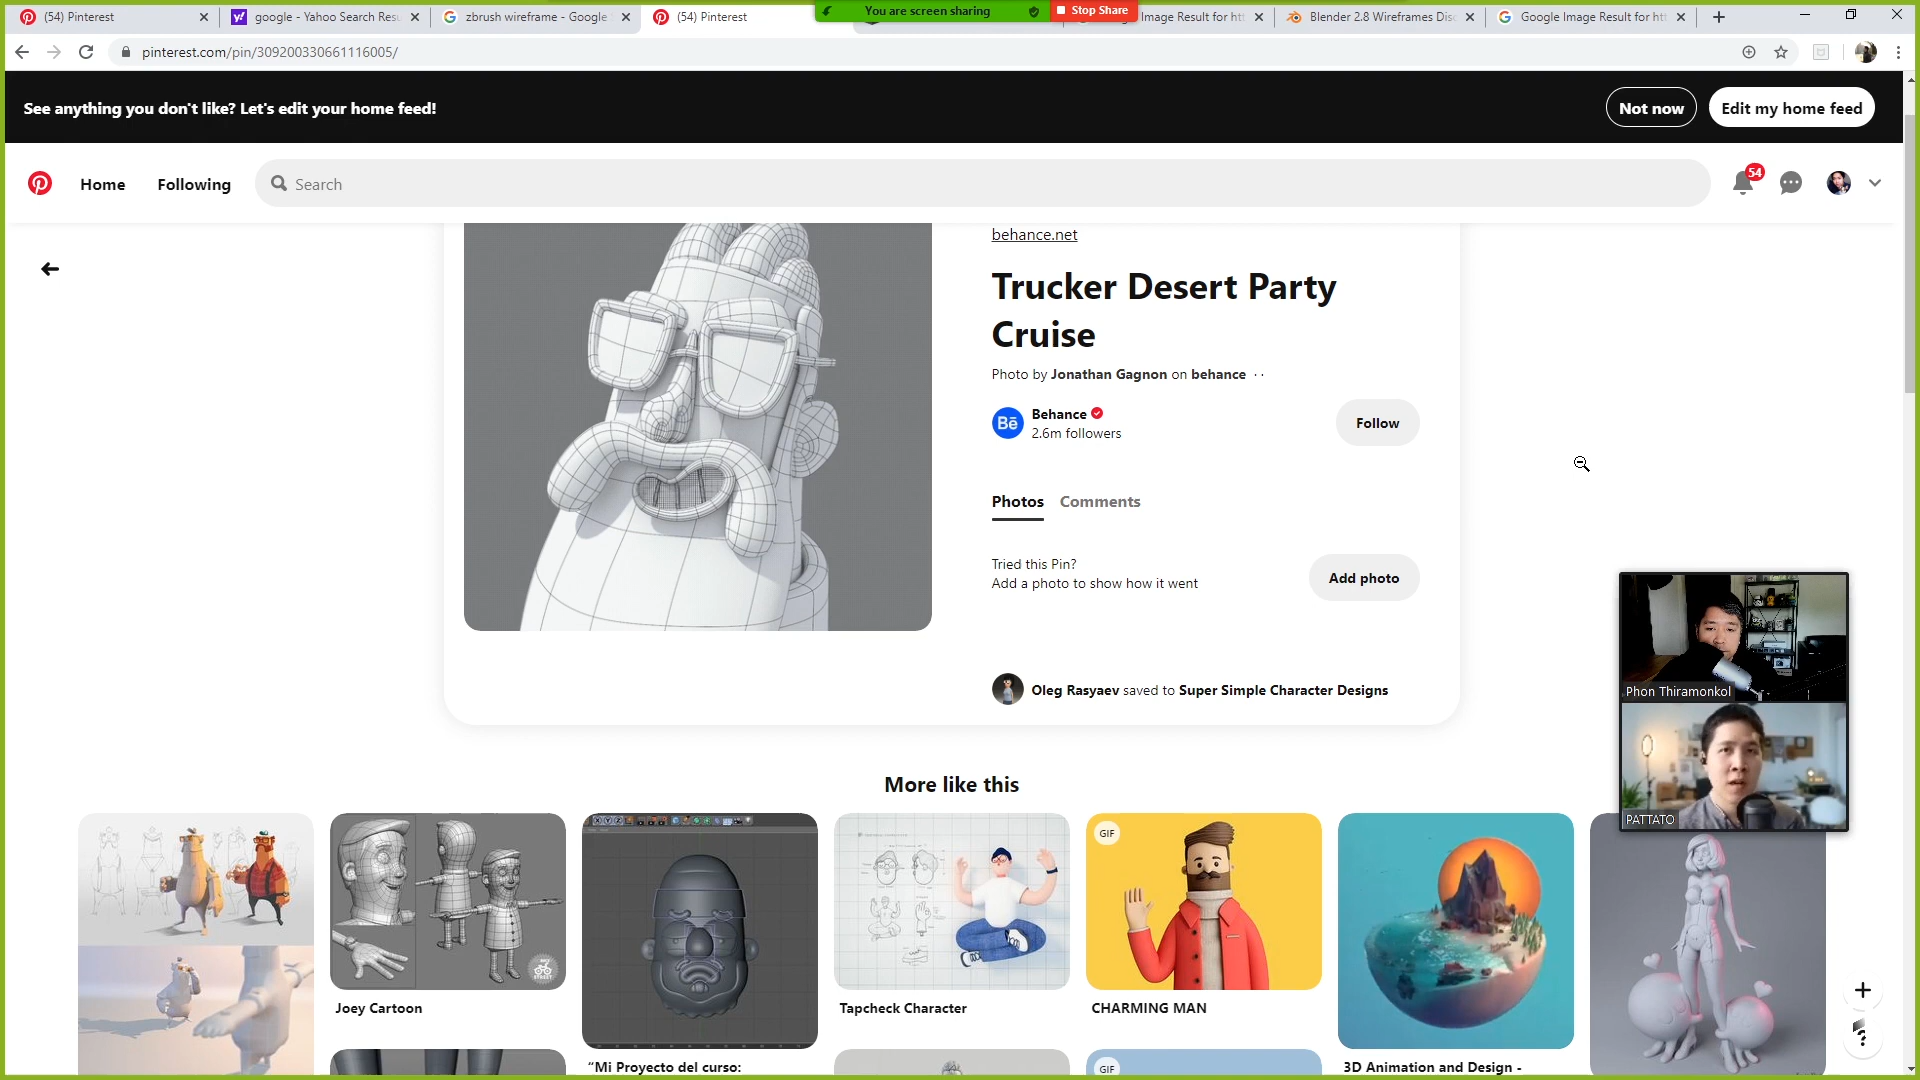 (54) Pinterest
google - Yahoo Search Resu
zbrush wireframe - Google
(54) Pinterest
You are screen sharing
Stop Share
Image Result for htt
Blender 2.8 Wireframes Disc
Google Image Result for htt
pinterest.com/pin/309200330661116005/
See anything you don't like? Let's edit your home feed!
Not now
Edit my home feed
Home
Following
Search
54
behance.net
Trucker Desert Party
Cruise
Photo by Jonathan Gagnon on behance ··
Bē
Behance
2.6m followers
Follow
Photos
Comments
Tried this Pin?
Add a photo to show how it went
Add photo
Oleg Rasyaev saved to Super Simple Character Designs
Phon Thiramonkol
PATTATO
More like this
GIF
Joey Cartoon
Tapcheck Character
CHARMING MAN
"Mi Proyecto del curso:
GIF
3D Animation and Design -